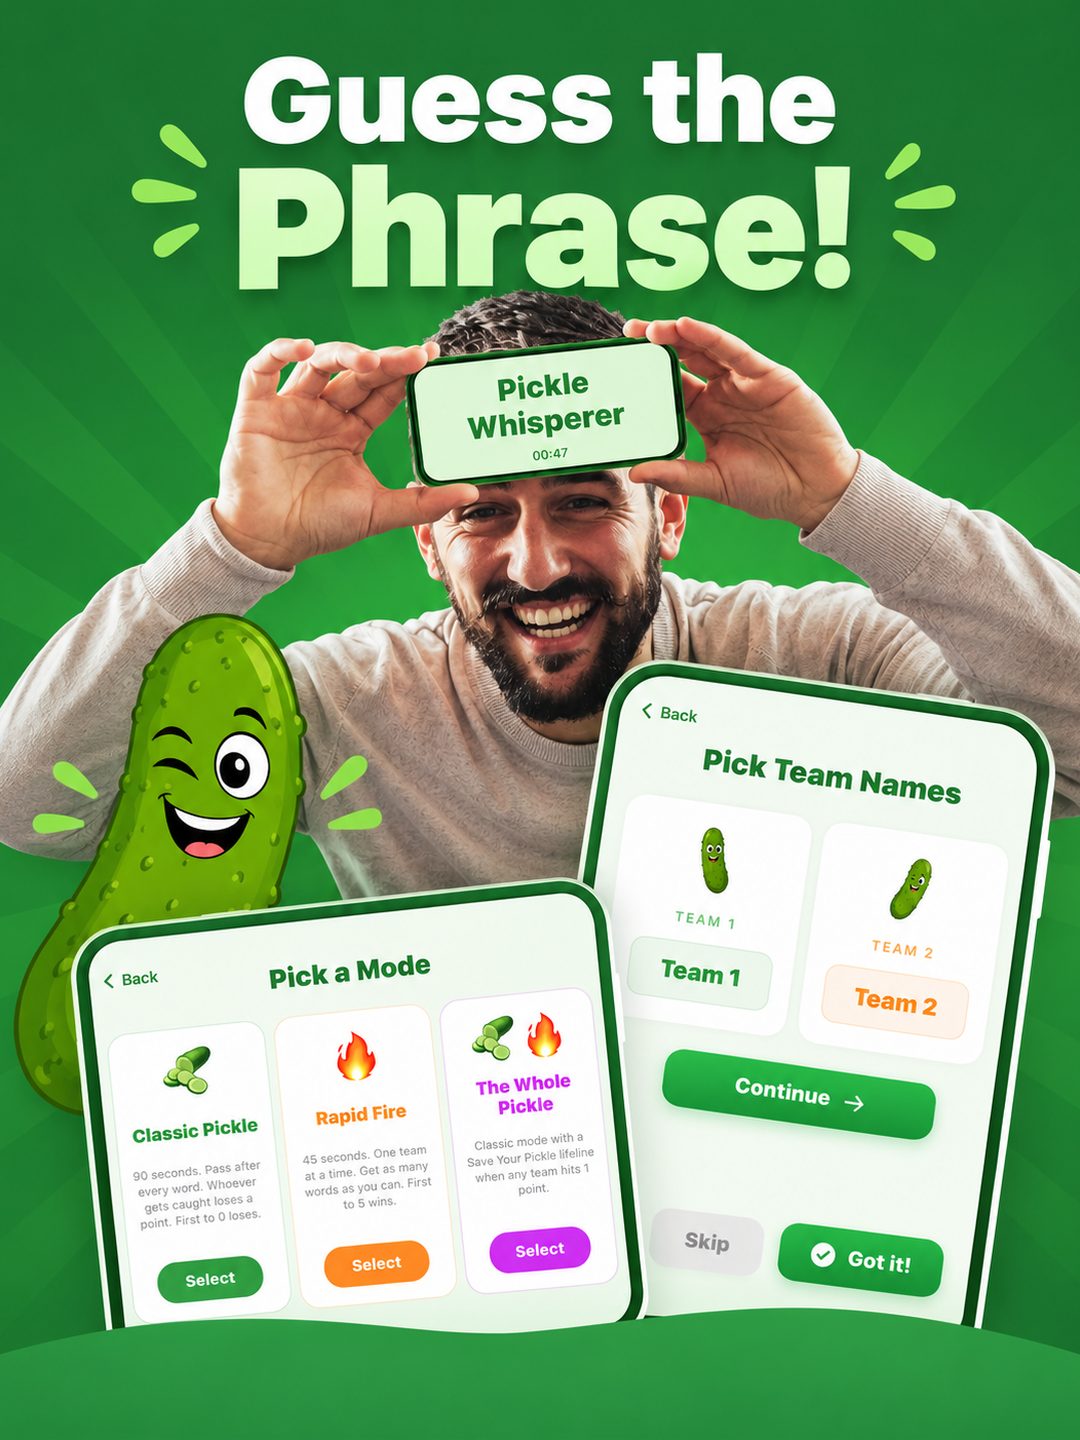 Guess the
Phrase!
Pickle
Whisperer
00:47
Back
Pick Team Names
TEAM 1
Team 1
TEAM 2
Team 2
Continue →
Skip
Got it!
Back
Pick a Mode
Classic Pickle
90 seconds. Pass after
every word. Whoever
gets caught loses a
point. First to 0 loses.
Select
Rapid Fire
45 seconds. One team
at a time. Get as many
words as you can. First
to 5 wins.
Select
The Whole
Pickle
Classic mode with a
Save Your Pickle lifeline
when any team hits 1
point.
Select